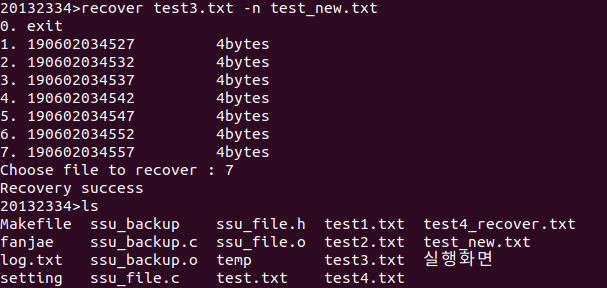 20132334>recover test3.txt -n test_new.txt
0. exit
1. 190602034527 4bytes
2. 190602034532 4bytes
3. 190602034537 4bytes
4. 190602034542 4bytes
5. 190602034547 4bytes
6. 190602034552 4bytes
7. 190602034557 4bytes
Choose file to recover : 7
Recovery success
20132334>ls
Makefile ssu_backup ssu_file.h test1.txt test4_recover.txt
fanjae ssu_backup.c ssu_file.o test2.txt test_new.txt
log.txt ssu_backup.o temp test3.txt 실행화면
setting ssu_file.c test.txt test4.txt